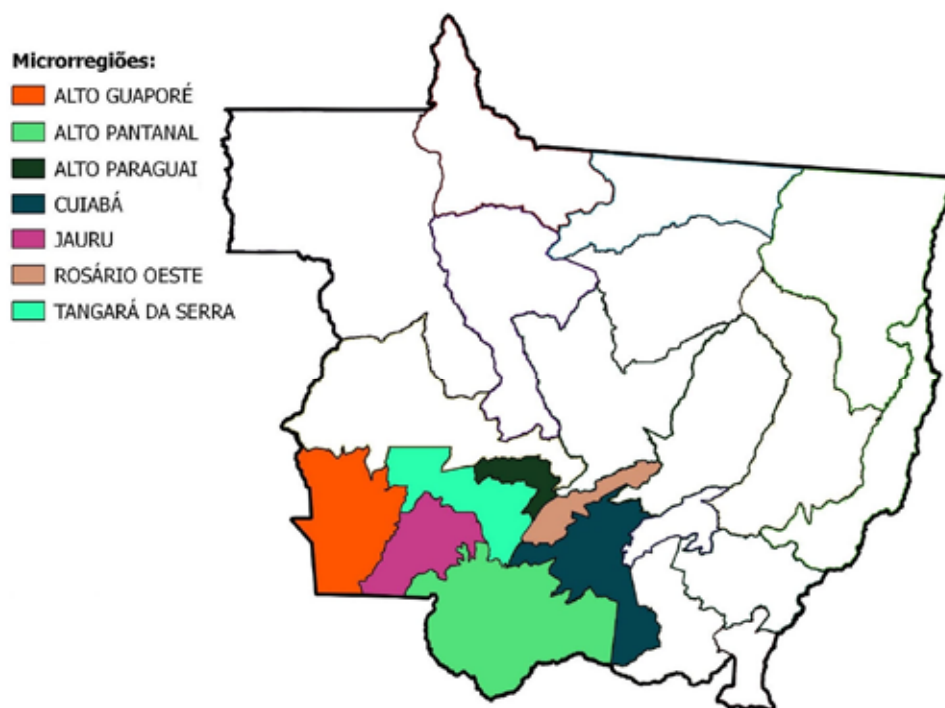 Microrregiões:
ALTO GUAPORÉ
ALTO PANTANAL
ALTO PARAGUAI
CUIABÁ
JAURU
ROSÁRIO OESTE
TANGARÁ DA SERRA